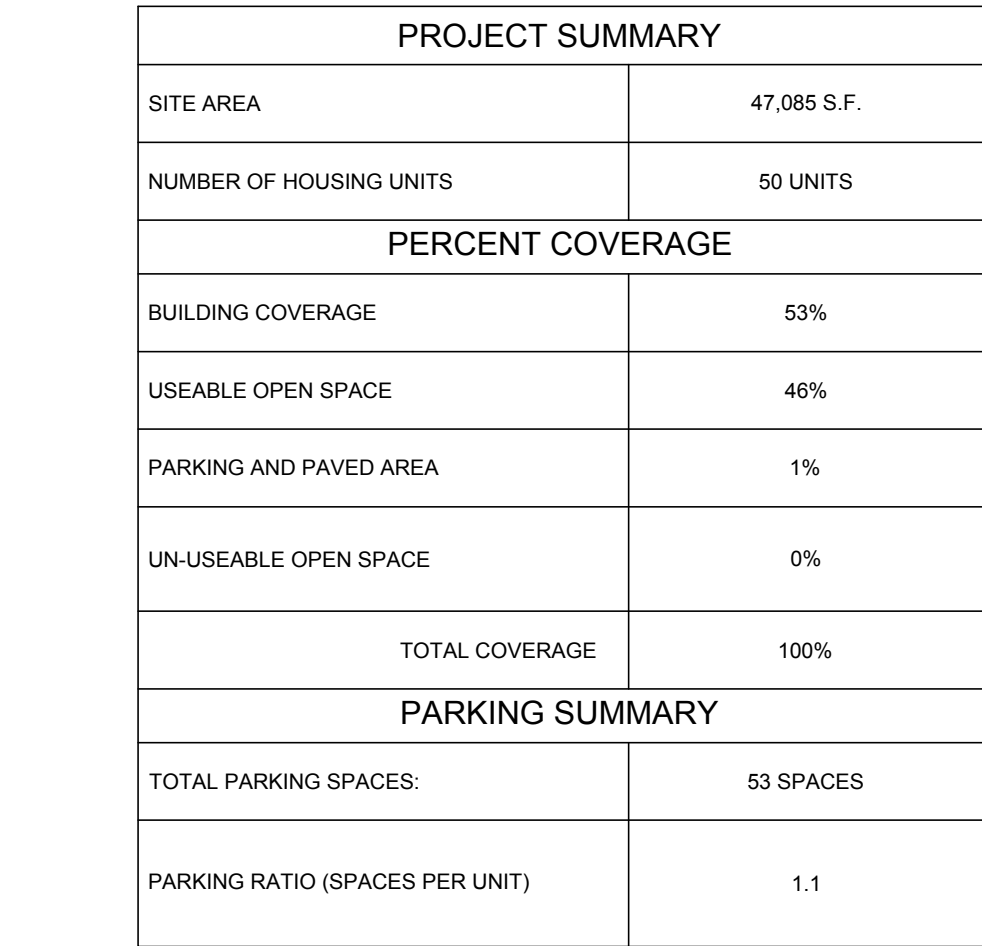 PROJECT SUMMARY
SITE AREA 47,085 S.F.
NUMBER OF HOUSING UNITS 50 UNITS
PERCENT COVERAGE
BUILDING COVERAGE 53%
USEABLE OPEN SPACE 46%
PARKING AND PAVED AREA 1%
UN-USEABLE OPEN SPACE 0%
TOTAL COVERAGE 100%
PARKING SUMMARY
TOTAL PARKING SPACES: 53 SPACES
PARKING RATIO (SPACES PER UNIT) 1.1